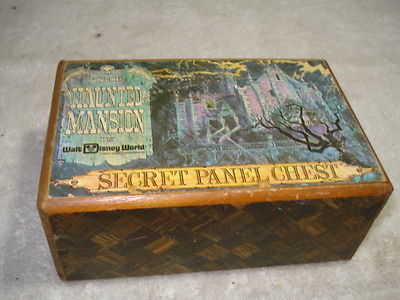 HAUNTED
MANSION
Walt Disney World
SECRET PANEL CHEST